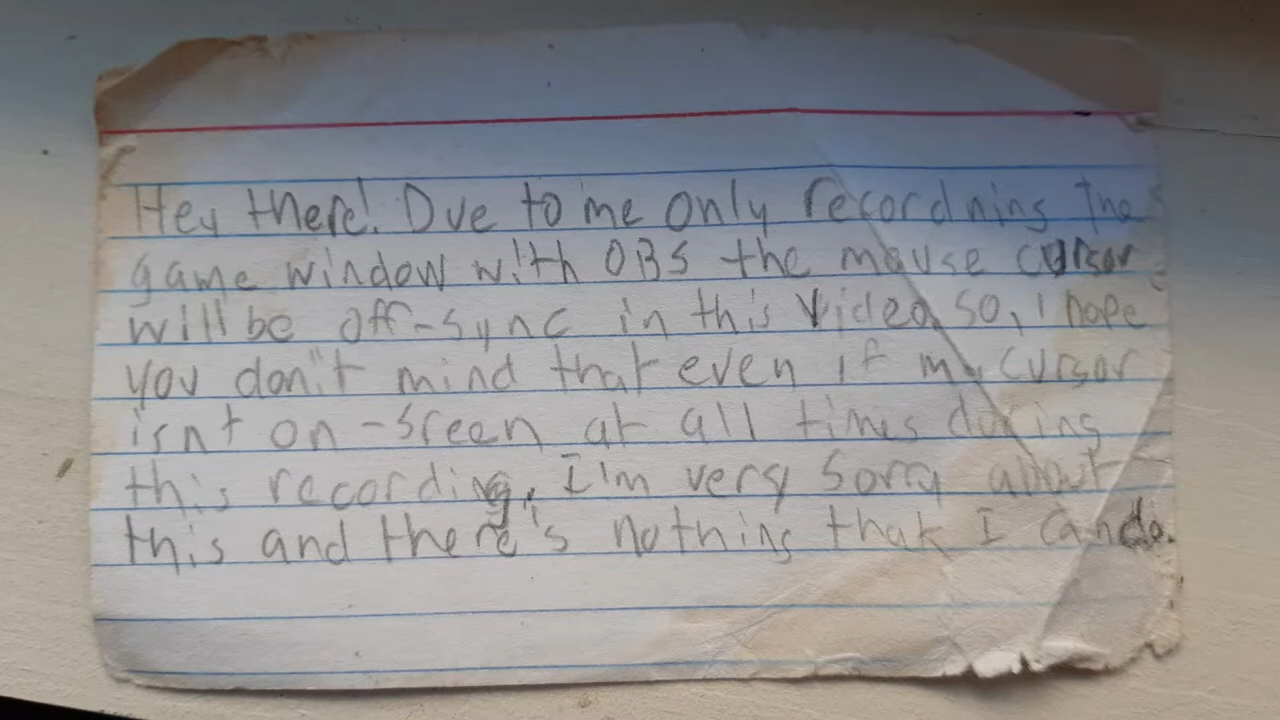 Hey there! Due to me only recordning the
game window with OBS the mouse cursor
will be off-sync in this video, so, I hope
you don't mind that even if my cursor
isnt on-sreen at all times during
this recording, I'm very sorry about
this and there's nothing that I can do.